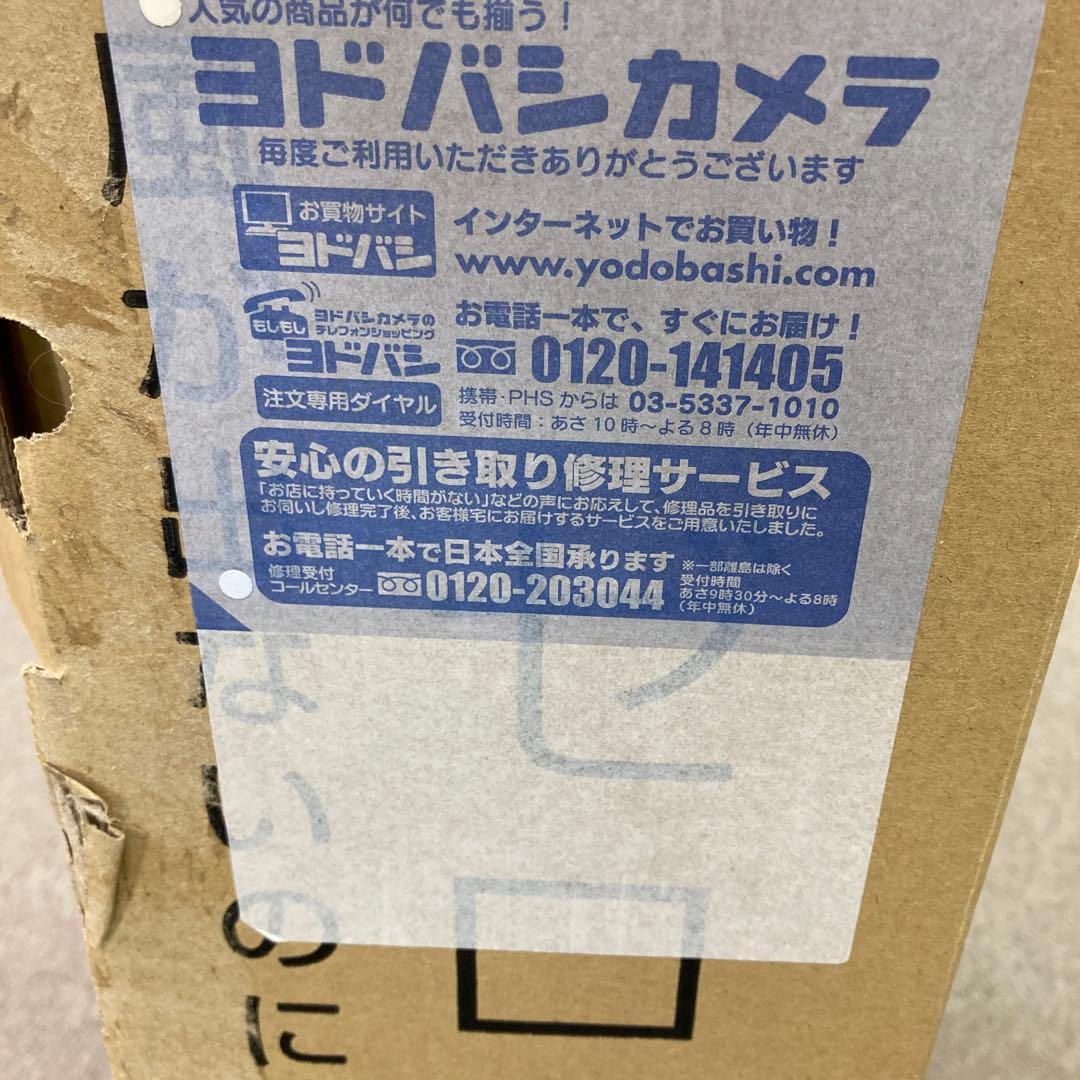 人気の商品が何でも揃う！
ヨドバシカメラ
毎度ご利用いただきありがとうございます
お買物サイト
ヨドバシ
インターネットでお買い物！
www.yodobashi.com
もしもし
ヨドバシカメラの
テレフォンショッピング
ヨドバシ
注文専用ダイヤル
お電話一本で、すぐにお届け！
0120-141405
携帯・PHSからは 03-5337-1010
受付時間：あさ10時～よる8時（年中無休）
安心の引き取り修理サービス
「お店に持っていく時間がない」などの声にお応えして、修理品を引き取りに
お伺いし修理完了後、お客様宅にお届けするサービスをご用意いたしました。
お電話一本で日本全国承ります
※一部離島は除く
修理受付
コールセンター
0120-203044
受付時間
あさ9時30分～よる8時
（年中無休）